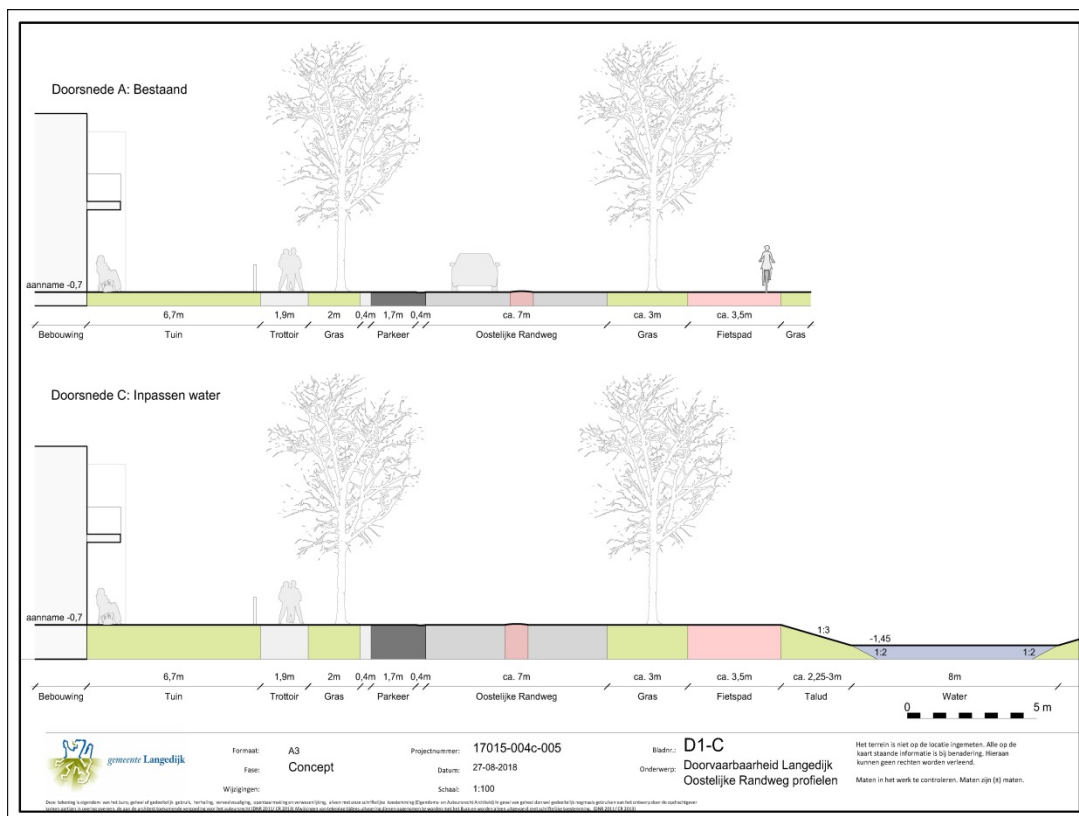 Doorsnede A: Bestaand
aanname -0,7
6,7m 1,9m 2m 0,4m 1,7m 0,4m ca. 7m ca. 3m ca. 3,5m
Bebouwing Tuin Trottoir Gras Parkeer Oostelijke Randweg Gras Fietspad Gras
Doorsnede C: Inpassen water
aanname -0,7
1:3 -1,45
1:2 1:2
6,7m 1,9m 2m 0,4m 1,7m 0,4m ca. 7m ca. 3m ca. 3,5m ca. 2,25-3m 8m
Bebouwing Tuin Trottoir Gras Parkeer Oostelijke Randweg Gras Fietspad Talud Water
0 5 m
gemeente Langedijk
Formaat: A3
Fase: Concept
Wijzigingen:
Projectnummer: 17015-004c-005
Datum: 27-08-2018
Schaal: 1:100
Bladnr.: D1-C
Onderwerp: Doorvaarbaarheid Langedijk
Oostelijke Randweg profielen
Het terrein is niet op de locatie ingemeten. Alle op de
kaart staande informatie is bij benadering. Hieraan
kunnen geen rechten worden verleend.
Maten in het werk te controleren. Maten zijn (±) maten.